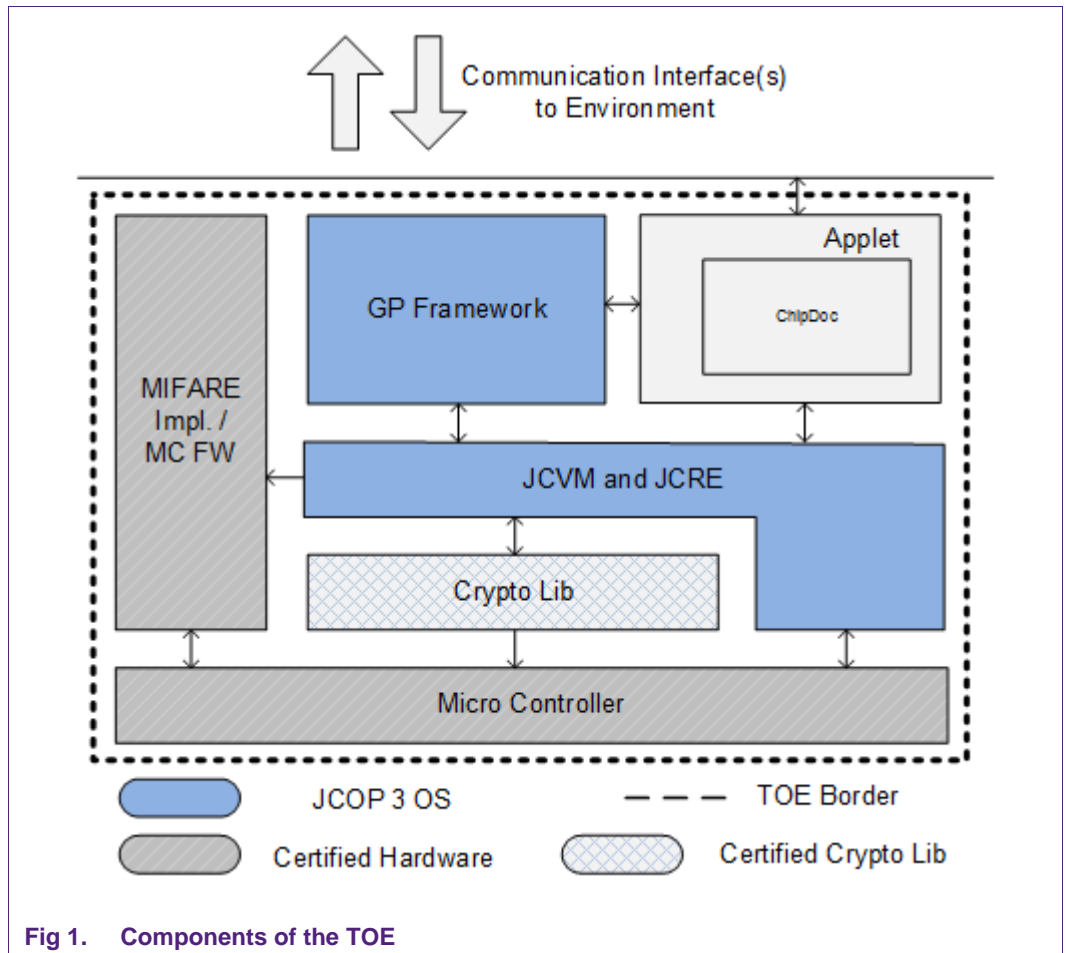 Communication Interface(s)
to Environment
Applet
GP Framework
ChipDoc
MIFARE
Impl. /
MC FW
JCVM and JCRE
Crypto Lib
Micro Controller
JCOP 3 OS
TOE Border
Certified Hardware
Certified Crypto Lib
Fig 1. Components of the TOE